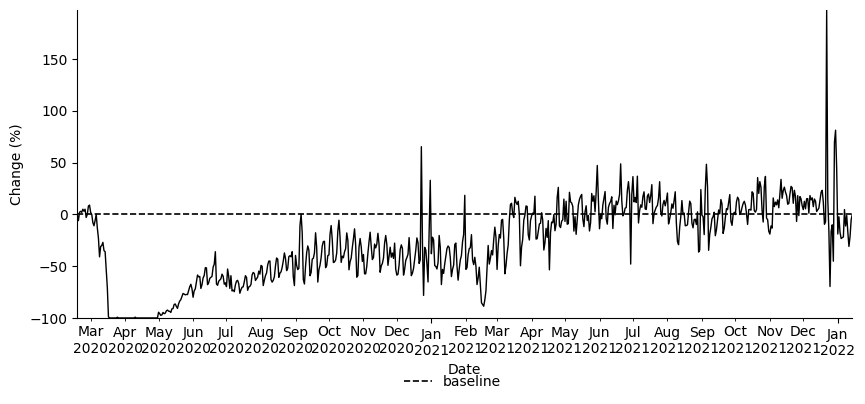 150
100
50
0
−50
−100
Change (%)
Mar Apr May Jun Jul Aug Sep Oct Nov Dec Jan Feb Mar Apr May Jun Jul Aug Sep Oct Nov Dec Jan
2020 2020 2020 2020 2020 2020 2020 2020 2020 2020 2021 2021 2021 2021 2021 2021 2021 2021 2021 2021 2021 2021 2022
Date
baseline